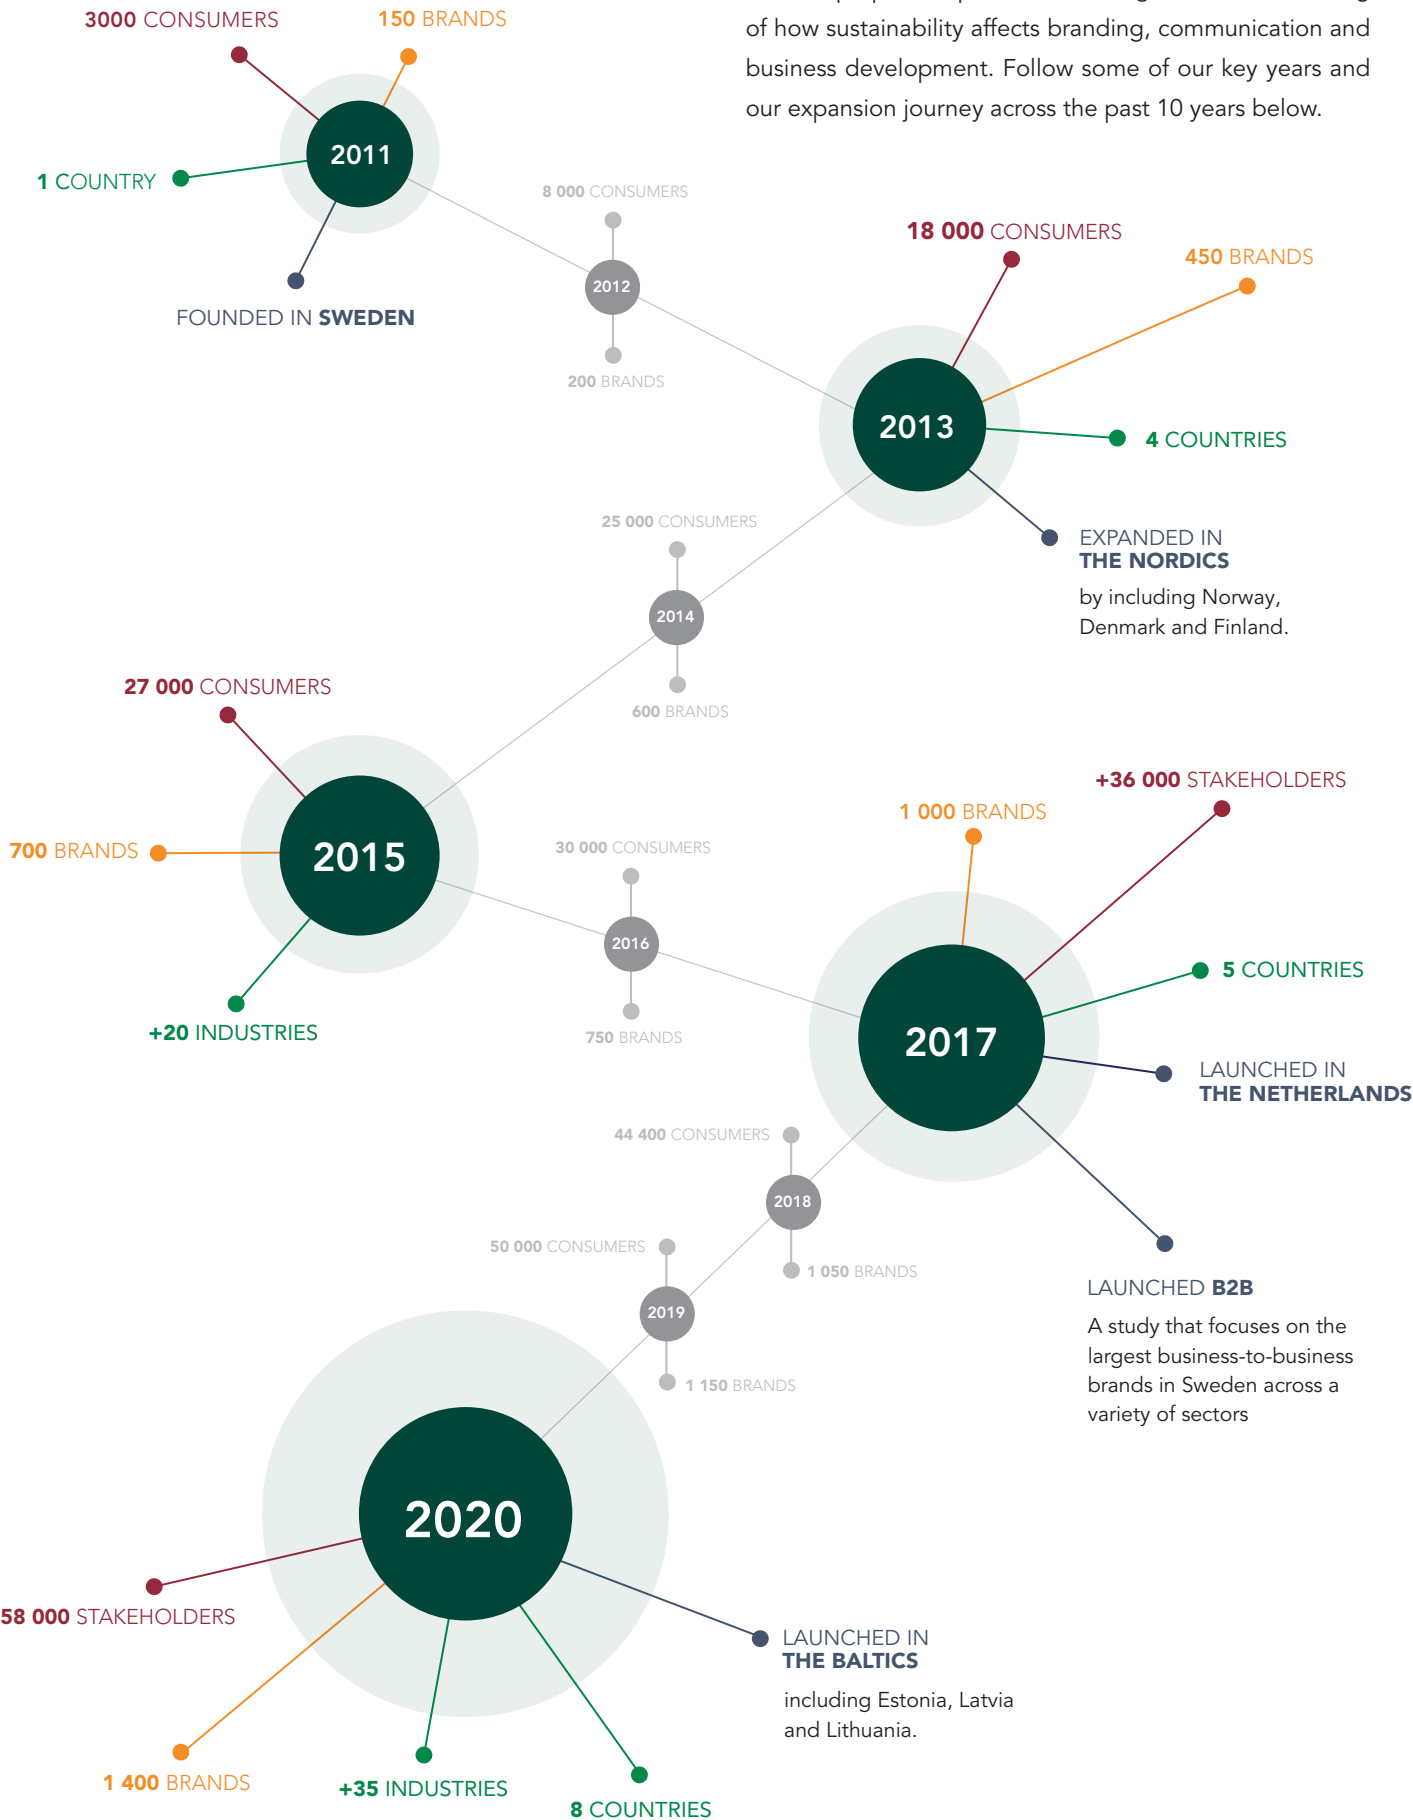 of how sustainability affects branding, communication and
business development. Follow some of our key years and
our expansion journey across the past 10 years below.
3000 CONSUMERS
150 BRANDS
2011
1 COUNTRY
FOUNDED IN SWEDEN
8 000 CONSUMERS
2012
200 BRANDS
18 000 CONSUMERS
450 BRANDS
2013
4 COUNTRIES
EXPANDED IN
THE NORDICS
by including Norway,
Denmark and Finland.
25 000 CONSUMERS
2014
600 BRANDS
27 000 CONSUMERS
700 BRANDS
2015
+20 INDUSTRIES
30 000 CONSUMERS
2016
750 BRANDS
+36 000 STAKEHOLDERS
1 000 BRANDS
2017
5 COUNTRIES
LAUNCHED IN
THE NETHERLANDS
LAUNCHED B2B
A study that focuses on the
largest business-to-business
brands in Sweden across a
variety of sectors
44 400 CONSUMERS
2018
1 050 BRANDS
50 000 CONSUMERS
2019
1 150 BRANDS
2020
58 000 STAKEHOLDERS
1 400 BRANDS
+35 INDUSTRIES
8 COUNTRIES
LAUNCHED IN
THE BALTICS
including Estonia, Latvia
and Lithuania.